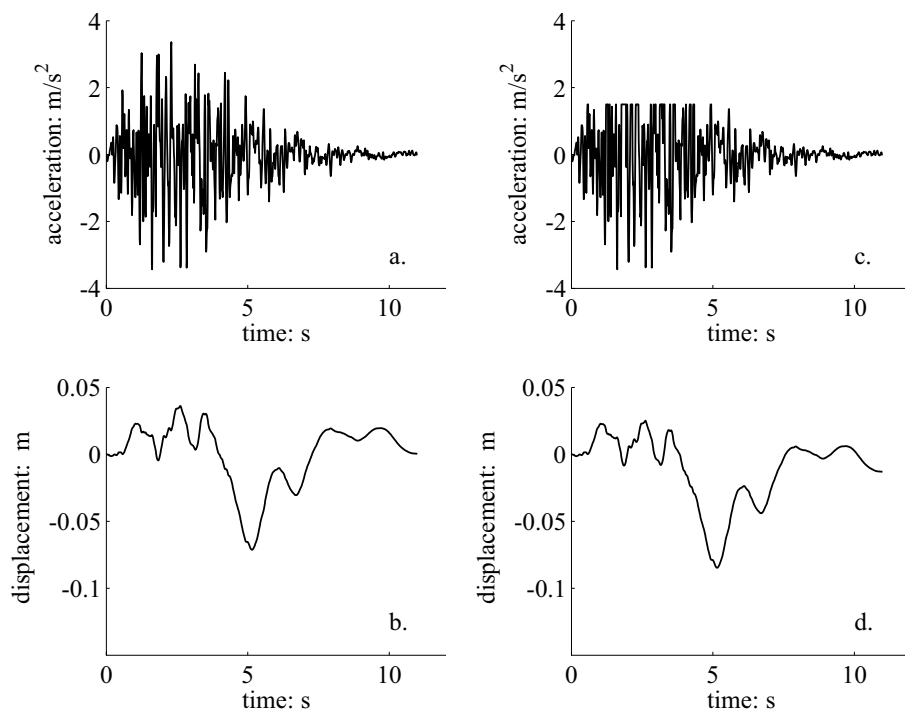 4
2
0
-2
-4
acceleration: m/s²
a.
0 5 10
time: s
4
2
0
-2
-4
acceleration: m/s²
c.
0 5 10
time: s
0.05
0
-0.05
-0.1
displacement: m
b.
0 5 10
time: s
0.05
0
-0.05
-0.1
displacement: m
d.
0 5 10
time: s